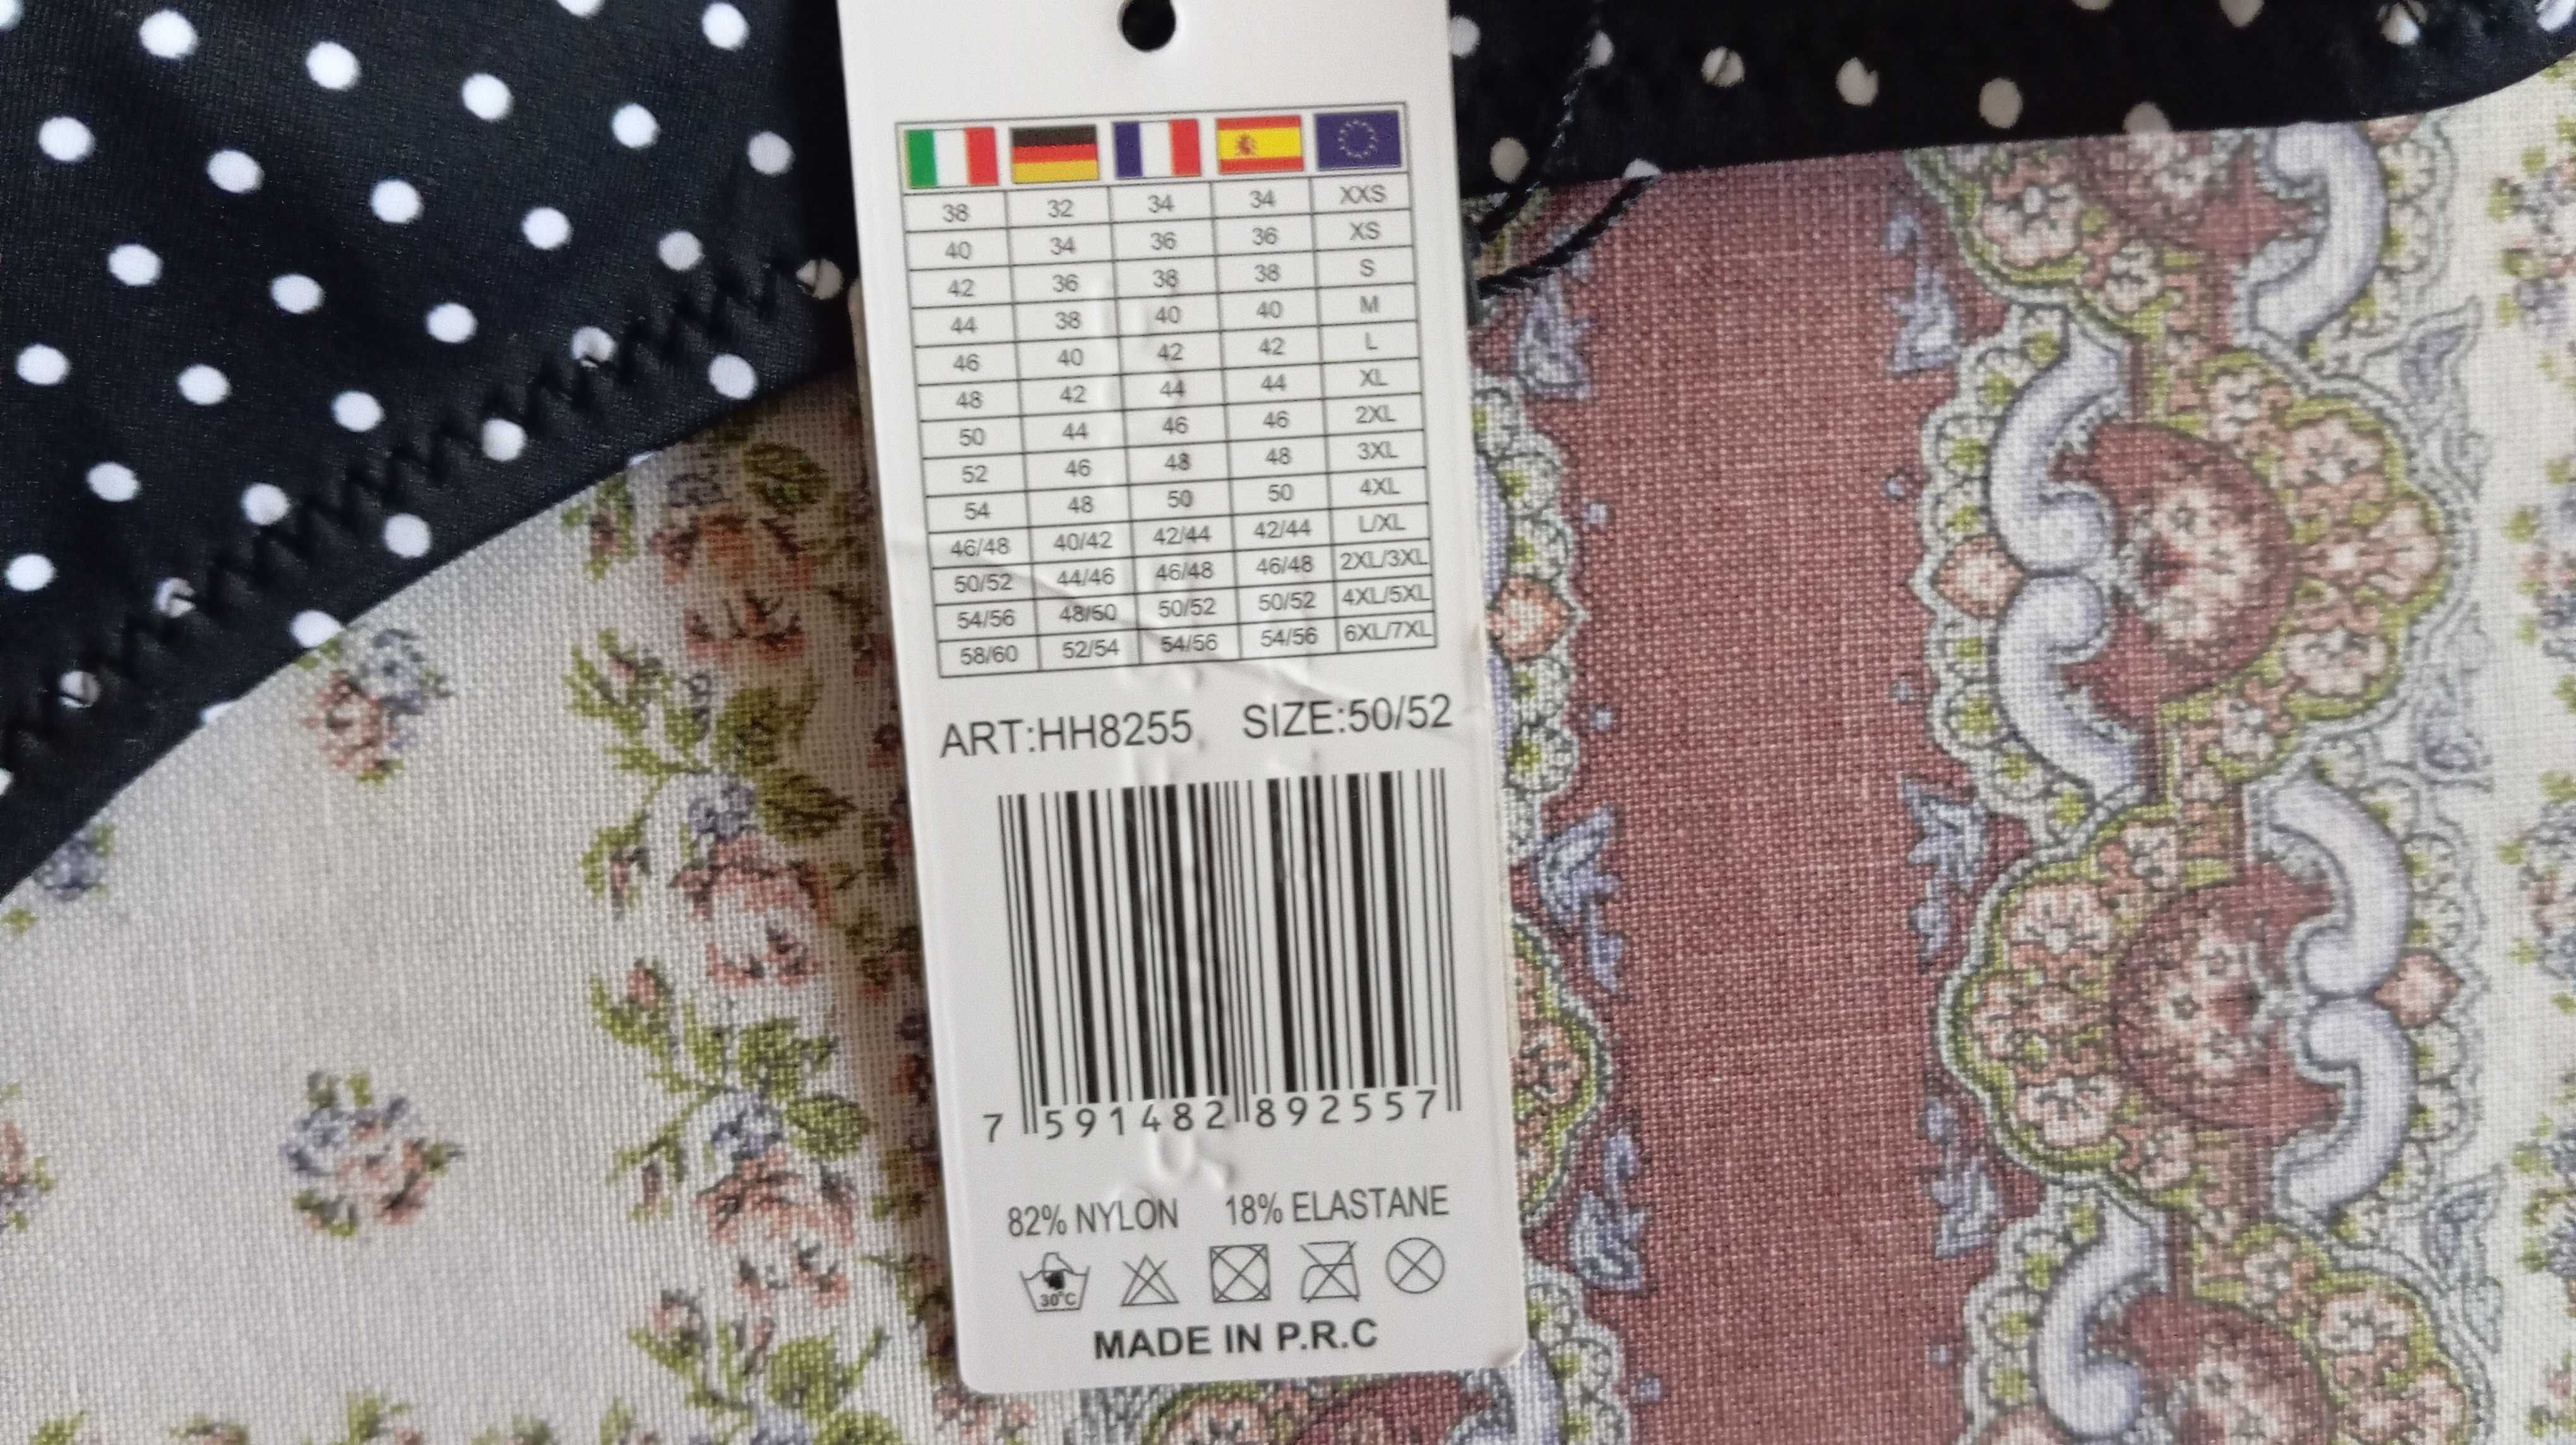 38 32 34 34 XXS
40 34 36 36 XS
42 36 38 38 S
44 38 40 40 M
46 40 42 42 L
48 42 44 44 XL
50 44 46 46 2XL
52 46 48 48 3XL
54 48 50 50 4XL
46/48 40/42 42/44 42/44 L/XL
50/52 44/46 46/48 46/48 2XL/3XL
54/56 48/50 50/52 50/52 4XL/5XL
58/60 52/54 54/56 54/56 6XL/7XL
ART:HH8255 SIZE:50/52
7 591482 892557
82% NYLON 18% ELASTANE
30°C
MADE IN P.R.C